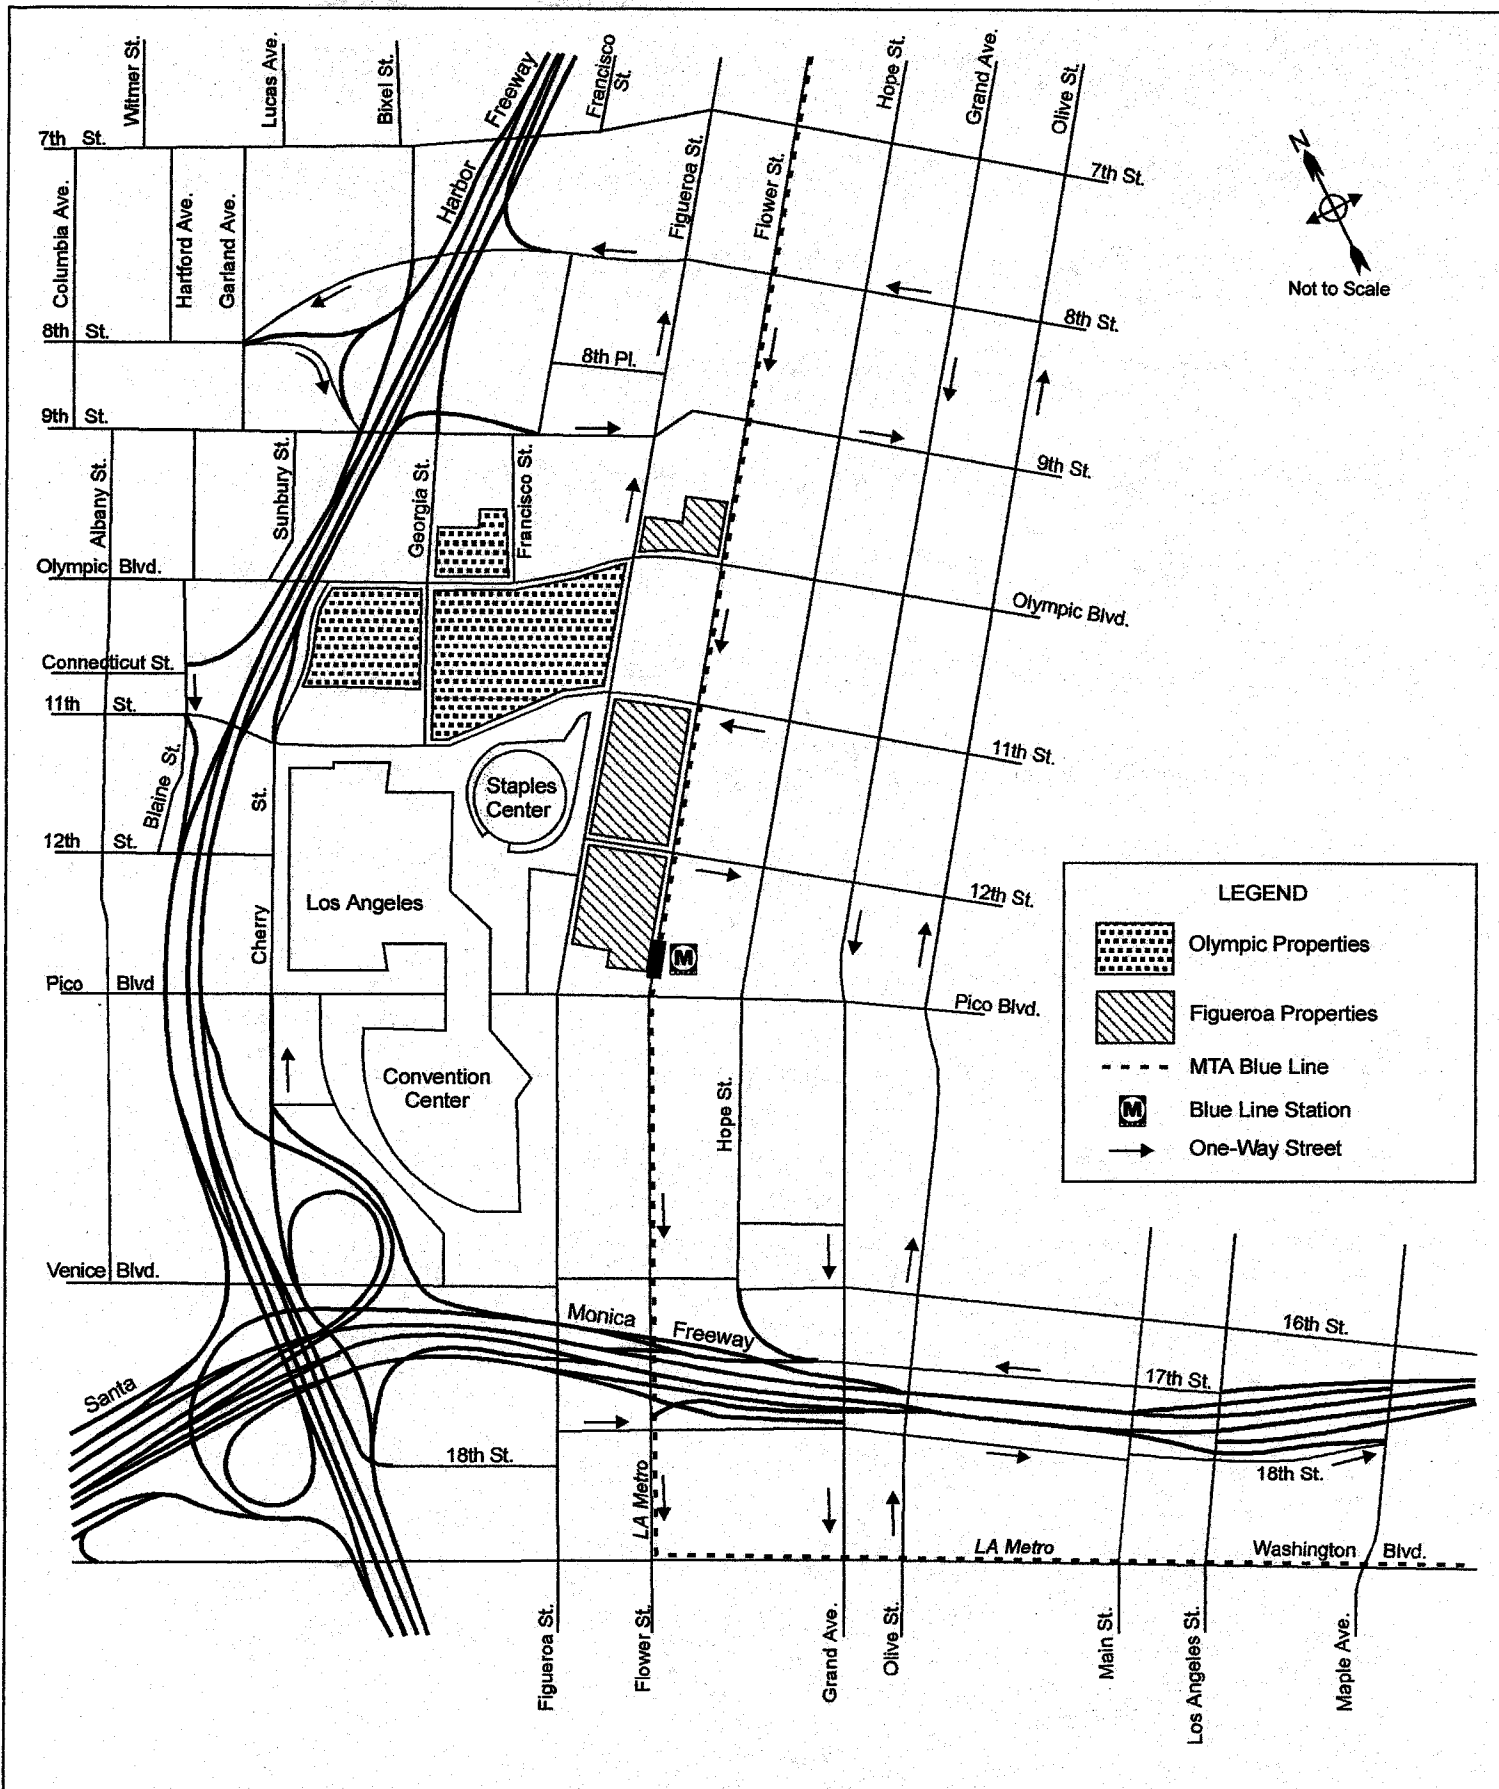 Witmer St.
Lucas Ave.
Bixel St.
Freeway
Francisco
St.
Hope St.
Grand Ave.
Olive St.
7th St.
Harbor
Figueroa St.
Flower St.
7th St.
N
Not to Scale
Columbia Ave.
Hartford Ave.
Garland Ave.
8th St.
8th St.
8th Pl.
9th St.
9th St.
Albany St.
Sunbury St.
Georgia St.
Francisco St.
Olympic Blvd.
Olympic Blvd.
Connecticut St.
11th St.
11th St.
Blaine St.
Cherry St.
Staples
Center
12th St.
12th St.
Los Angeles
M
Pico Blvd
Pico Blvd.
LEGEND
Olympic Properties
Figueroa Properties
MTA Blue Line
M
Blue Line Station
One-Way Street
Convention
Center
Hope St.
Venice Blvd.
Monica
Freeway
16th St.
Santa
17th St.
18th St.
18th St.
LA Metro
LA Metro
Washington Blvd.
Figueroa St.
Flower St.
Grand Ave.
Olive St.
Main St.
Los Angeles St.
Maple Ave.